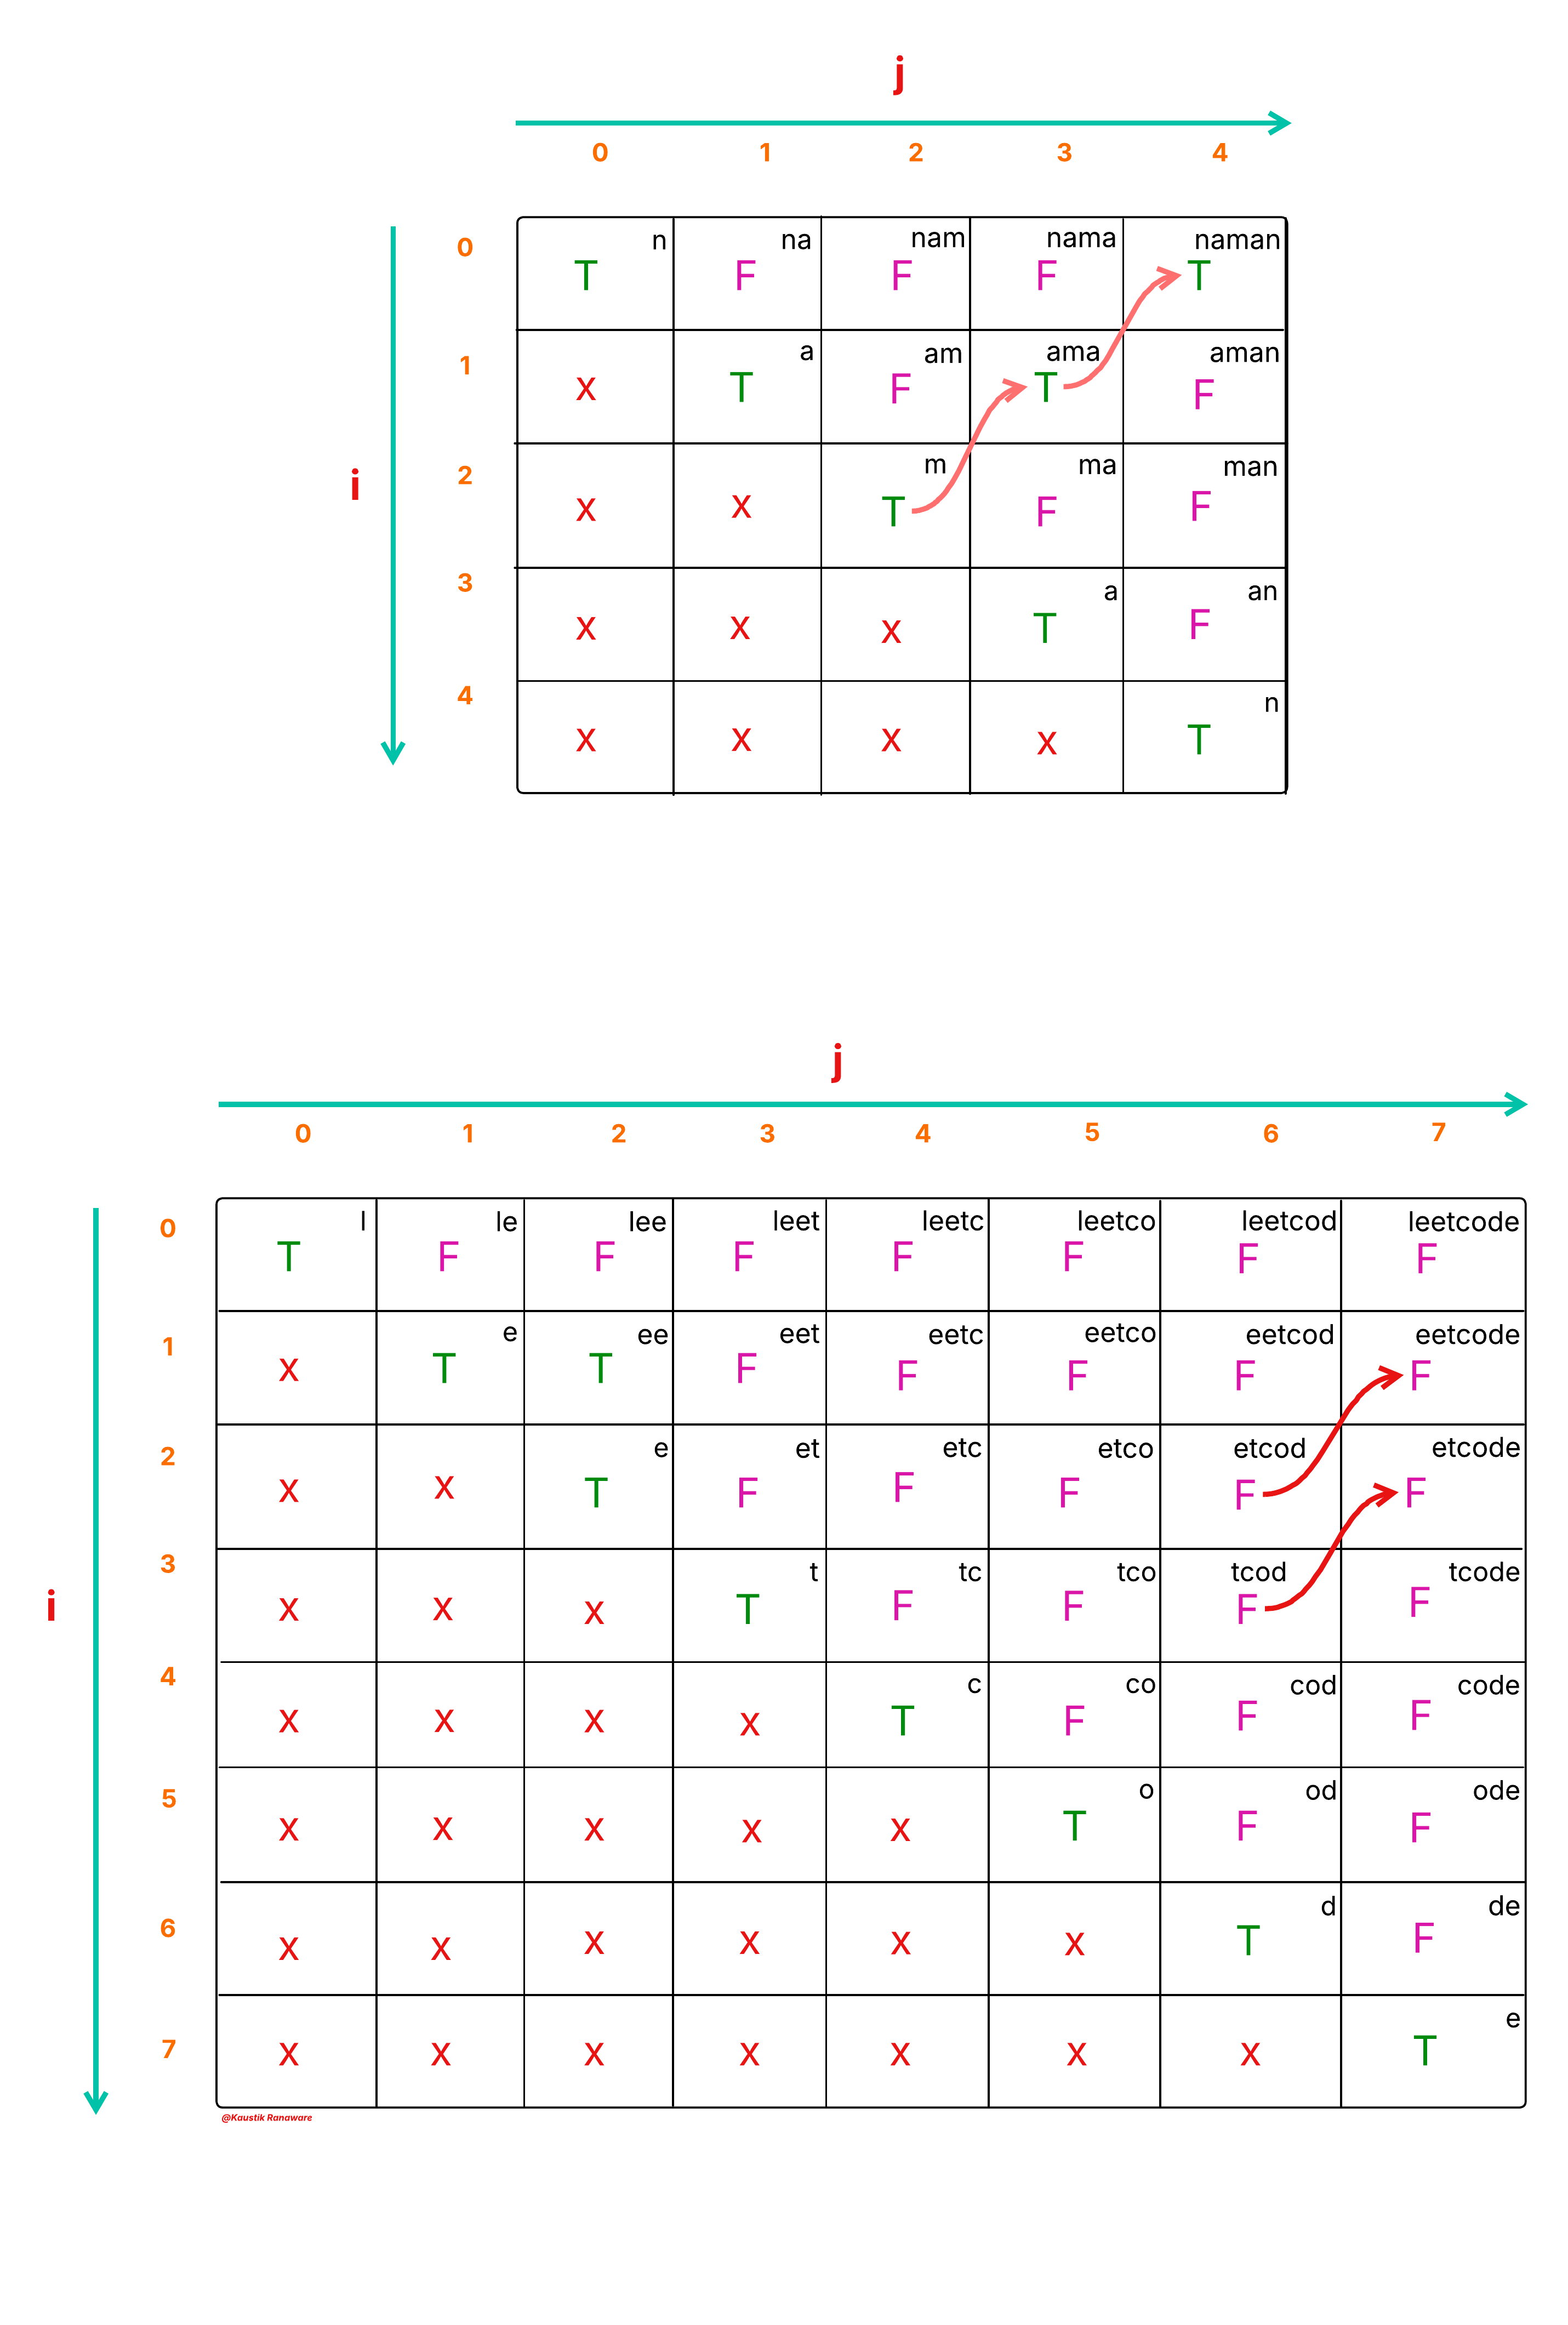 j
0 1 2 3 4
n na nam nama naman
0 T F F F T
a am ama aman
1 x T F T F
m ma man
i
2 x x T F F
a an
3 x x x T F
n
4 x x x x T
j
0 1 2 3 4 5 6 7
l le lee leet leetc leetco leetcod leetcode
0 T F F F F F F F
e ee eet eetc eetco eetcod eetcode
1 x T T F F F F F
e et etc etco etcod etcode
2 x x T F F F F F
t tc tco tcod tcode
i
3 x x x T F F F F
c co cod code
4 x x x x T F F F
o od ode
5 x x x x x T F F
d de
6 x x x x x x T F
e
7 x x x x x x x T
@Kaustik Ranaware